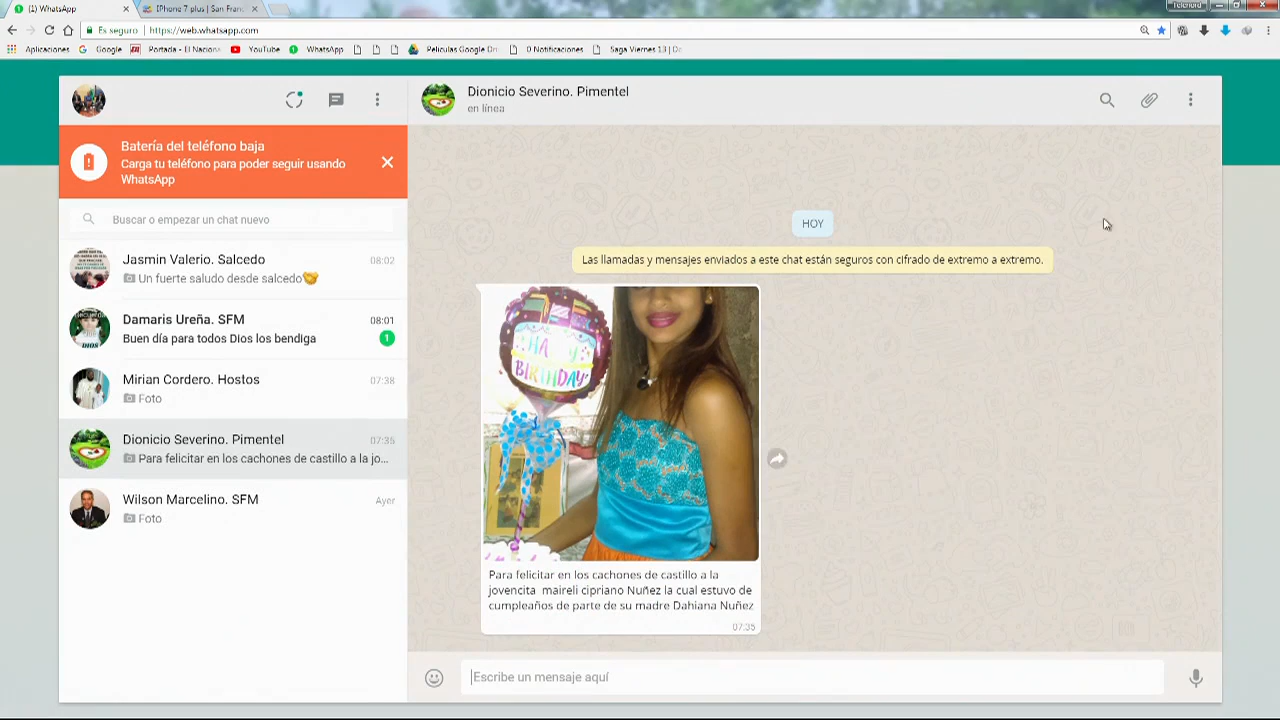 (1) WhatsApp
IPhone 7 plus | San Franc
Telenord
Es seguro | https://web.whatsapp.com
Aplicaciones
Google
Portada - El Naciona
YouTube
WhatsApp
Peliculas Google Dri
0 Notificaciones
Saga Viernes 13 | Do
Dionicio Severino. Pimentel
en línea
Batería del teléfono baja
Carga tu teléfono para poder seguir usando
WhatsApp
Buscar o empezar un chat nuevo
Jasmin Valerio. Salcedo
08:02
Un fuerte saludo desde salcedo🤝
Damaris Ureña. SFM
08:01
Buen día para todos Dios los bendiga
1
Mirian Cordero. Hostos
07:38
Foto
Dionicio Severino. Pimentel
07:35
Para felicitar en los cachones de castillo a la jo...
Wilson Marcelino. SFM
Ayer
Foto
HOY
Las llamadas y mensajes enviados a este chat están seguros con cifrado de extremo a extremo.
HAPPY
BIRTHDAY!
Para felicitar en los cachones de castillo a la
jovencita maireli cipriano Nuñez la cual estuvo de
cumpleaños de parte de su madre Dahiana Nuñez
07:35
Escribe un mensaje aquí